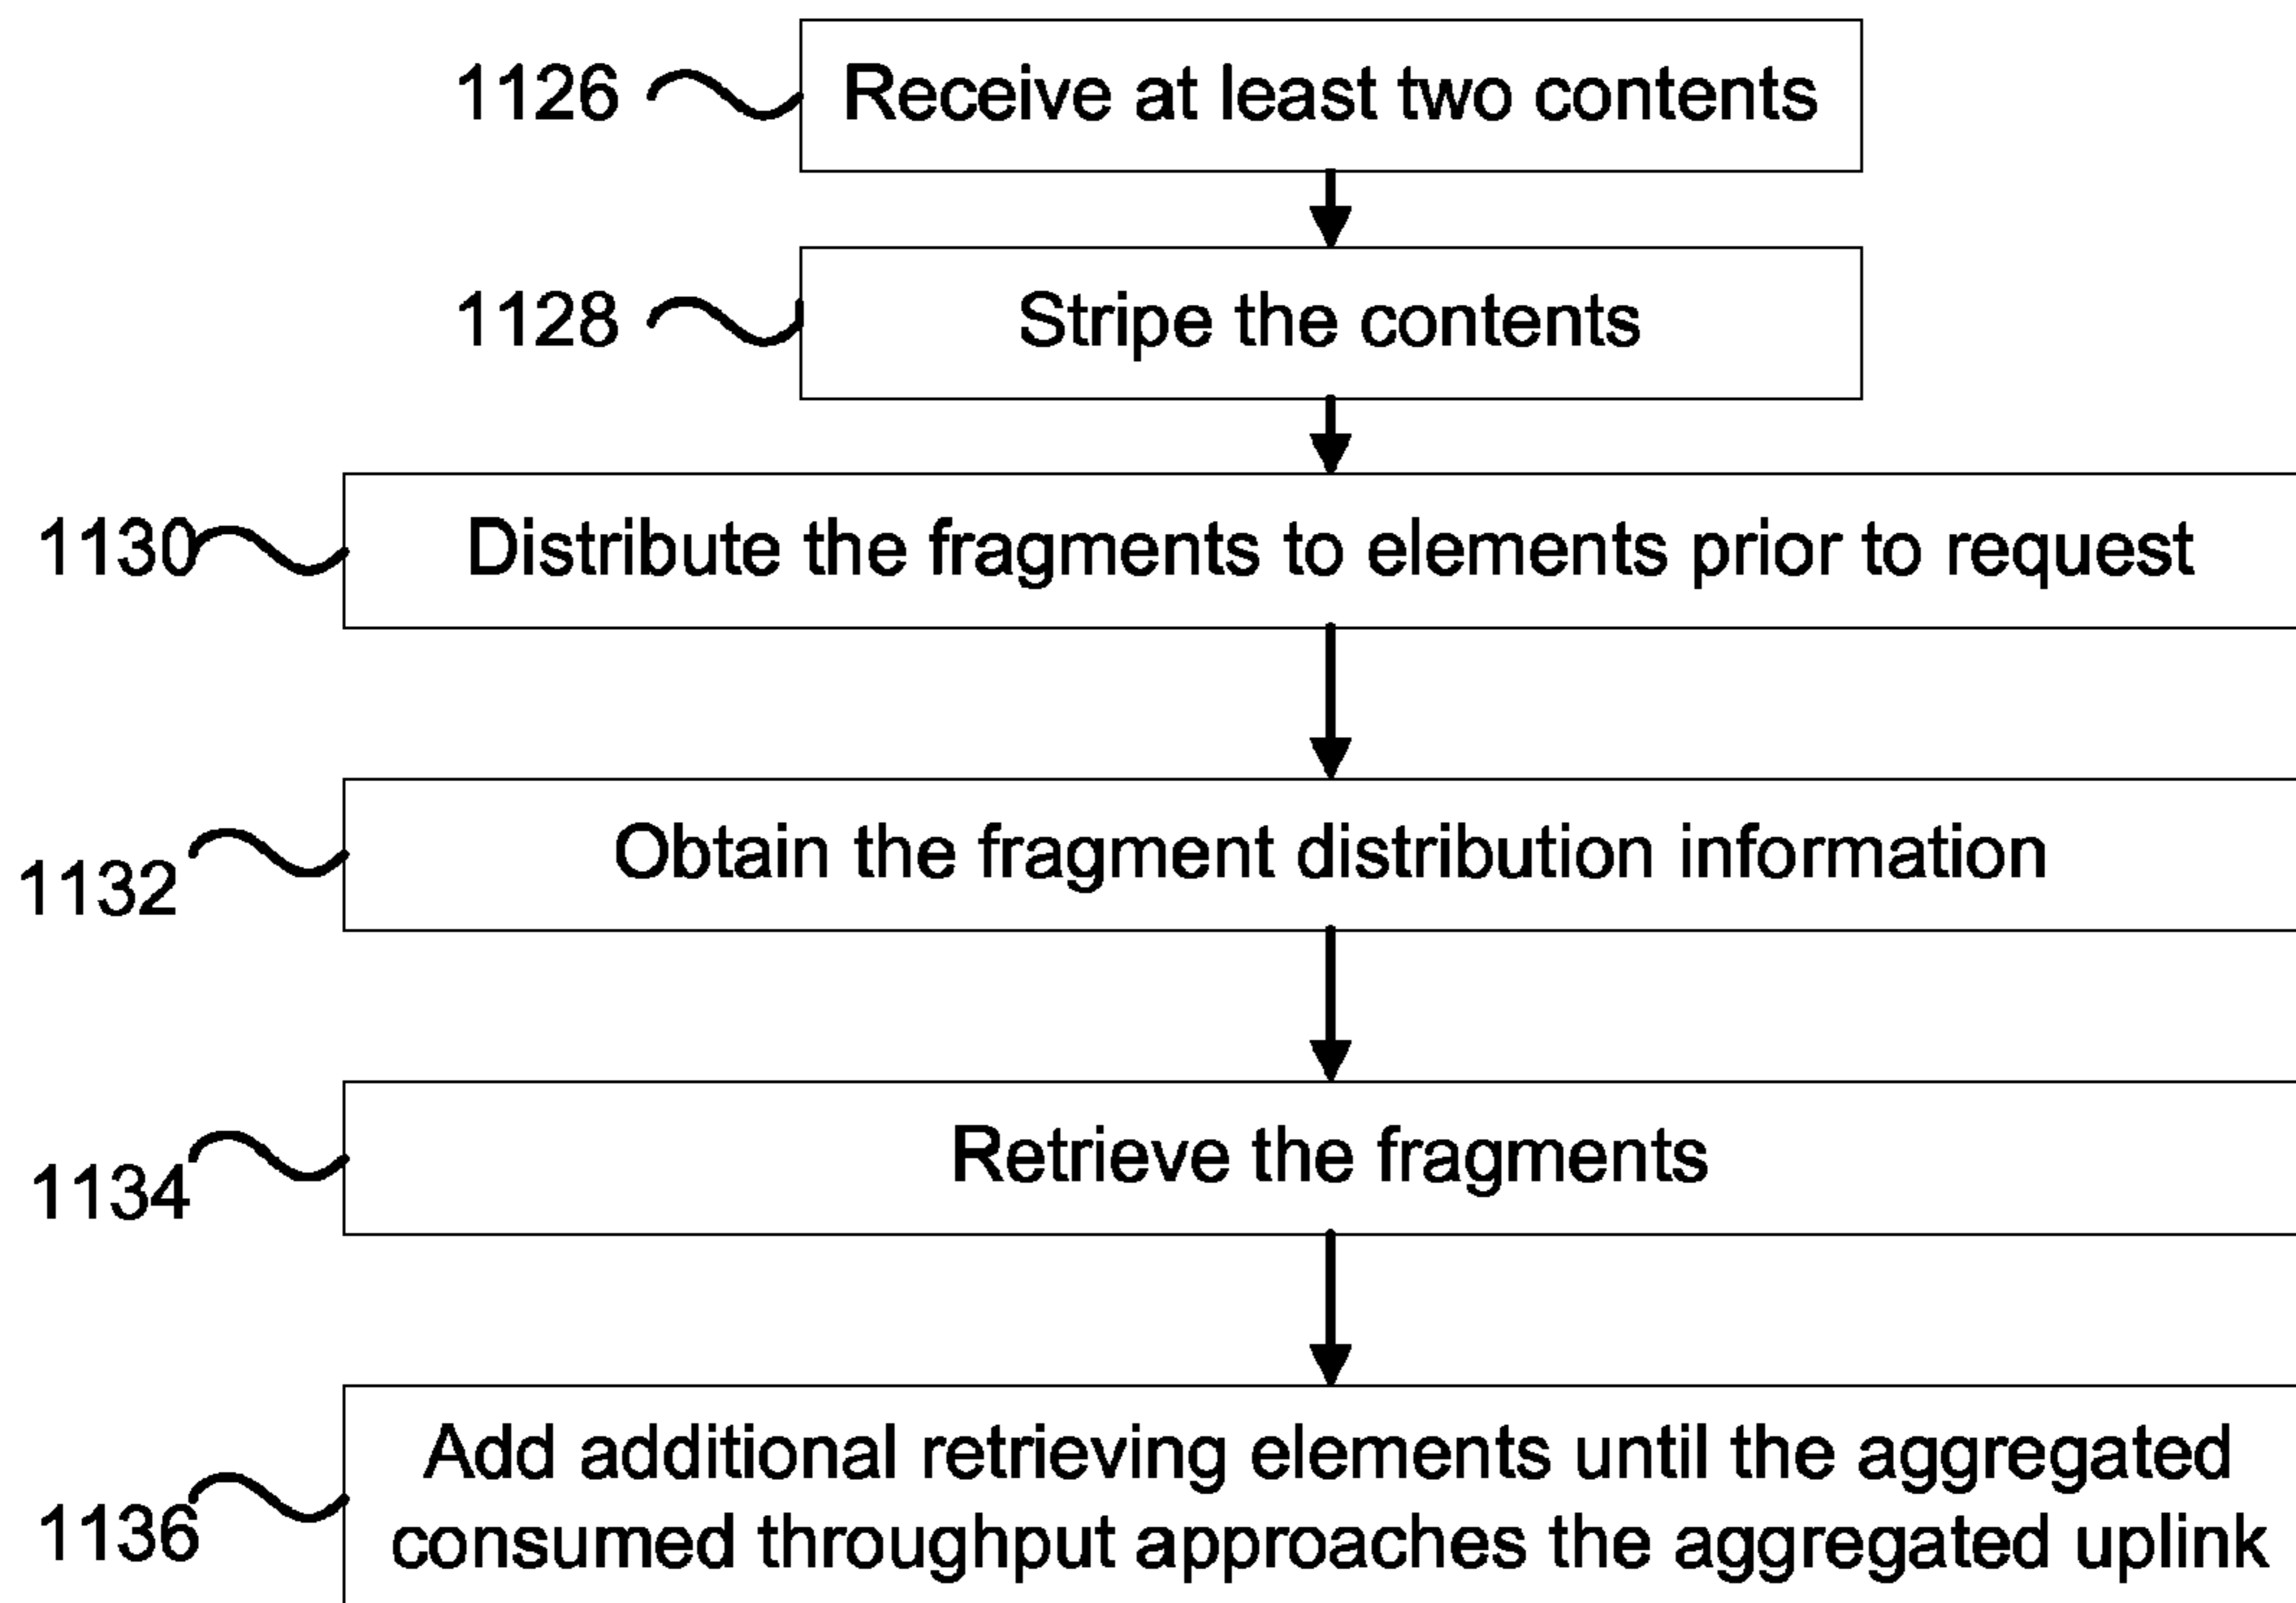 1126 Receive at least two contents
1128 Stripe the contents
1130 Distribute the fragments to elements prior to request
1132 Obtain the fragment distribution information
1134 Retrieve the fragments
1136 Add additional retrieving elements until the aggregated
consumed throughput approaches the aggregated uplink